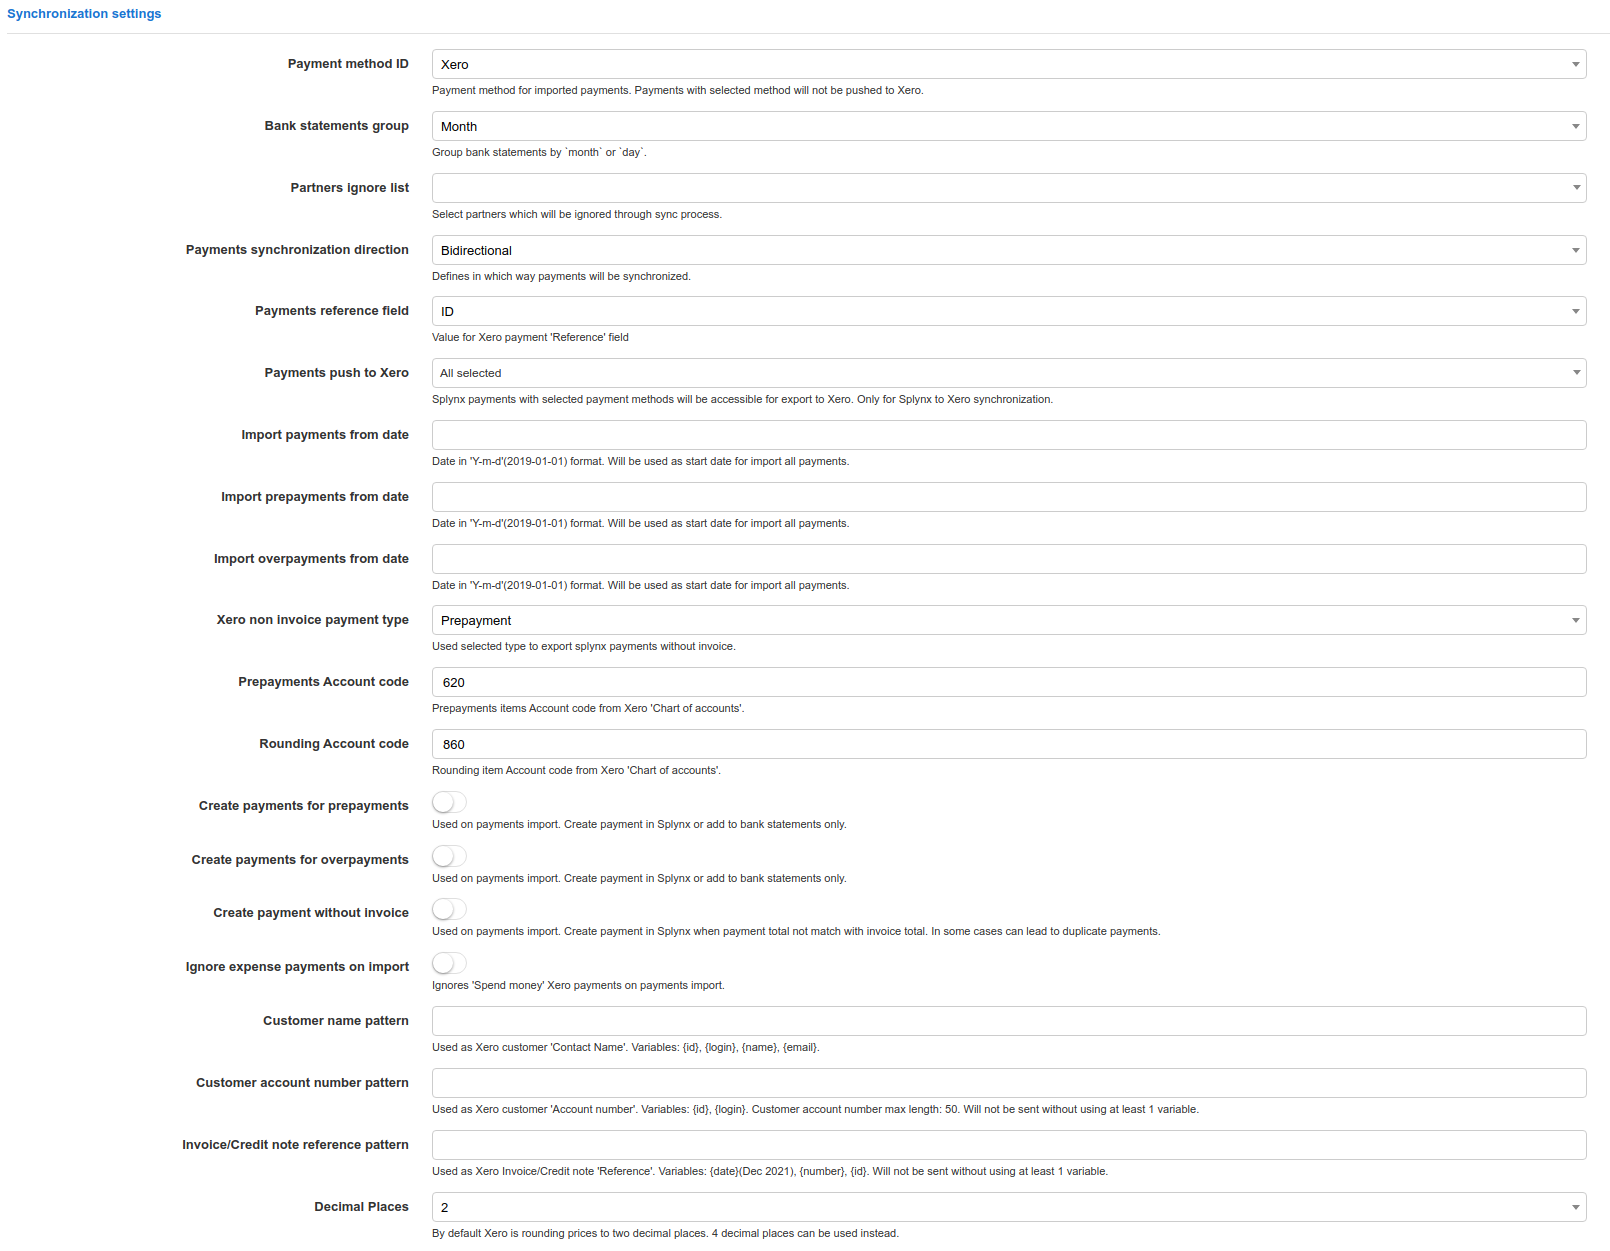 Synchronization settings
Payment method ID
Xero
Payment method for imported payments. Payments with selected method will not be pushed to Xero.
Bank statements group
Month
Group bank statements by `month` or `day`.
Partners ignore list
Select partners which will be ignored through sync process.
Payments synchronization direction
Bidirectional
Defines in which way payments will be synchronized.
Payments reference field
ID
Value for Xero payment 'Reference' field
Payments push to Xero
All selected
Splynx payments with selected payment methods will be accessible for export to Xero. Only for Splynx to Xero synchronization.
Import payments from date
Date in 'Y-m-d'(2019-01-01) format. Will be used as start date for import all payments.
Import prepayments from date
Date in 'Y-m-d'(2019-01-01) format. Will be used as start date for import all payments.
Import overpayments from date
Date in 'Y-m-d'(2019-01-01) format. Will be used as start date for import all payments.
Xero non invoice payment type
Prepayment
Used selected type to export splynx payments without invoice.
Prepayments Account code
620
Prepayments items Account code from Xero 'Chart of accounts'.
Rounding Account code
860
Rounding item Account code from Xero 'Chart of accounts'.
Create payments for prepayments
Used on payments import. Create payment in Splynx or add to bank statements only.
Create payments for overpayments
Used on payments import. Create payment in Splynx or add to bank statements only.
Create payment without invoice
Used on payments import. Create payment in Splynx when payment total not match with invoice total. In some cases can lead to duplicate payments.
Ignore expense payments on import
Ignores 'Spend money' Xero payments on payments import.
Customer name pattern
Used as Xero customer 'Contact Name'. Variables: {id}, {login}, {name}, {email}.
Customer account number pattern
Used as Xero customer 'Account number'. Variables: {id}, {login}. Customer account number max length: 50. Will not be sent without using at least 1 variable.
Invoice/Credit note reference pattern
Used as Xero Invoice/Credit note 'Reference'. Variables: {date}(Dec 2021), {number}, {id}. Will not be sent without using at least 1 variable.
Decimal Places
2
By default Xero is rounding prices to two decimal places. 4 decimal places can be used instead.